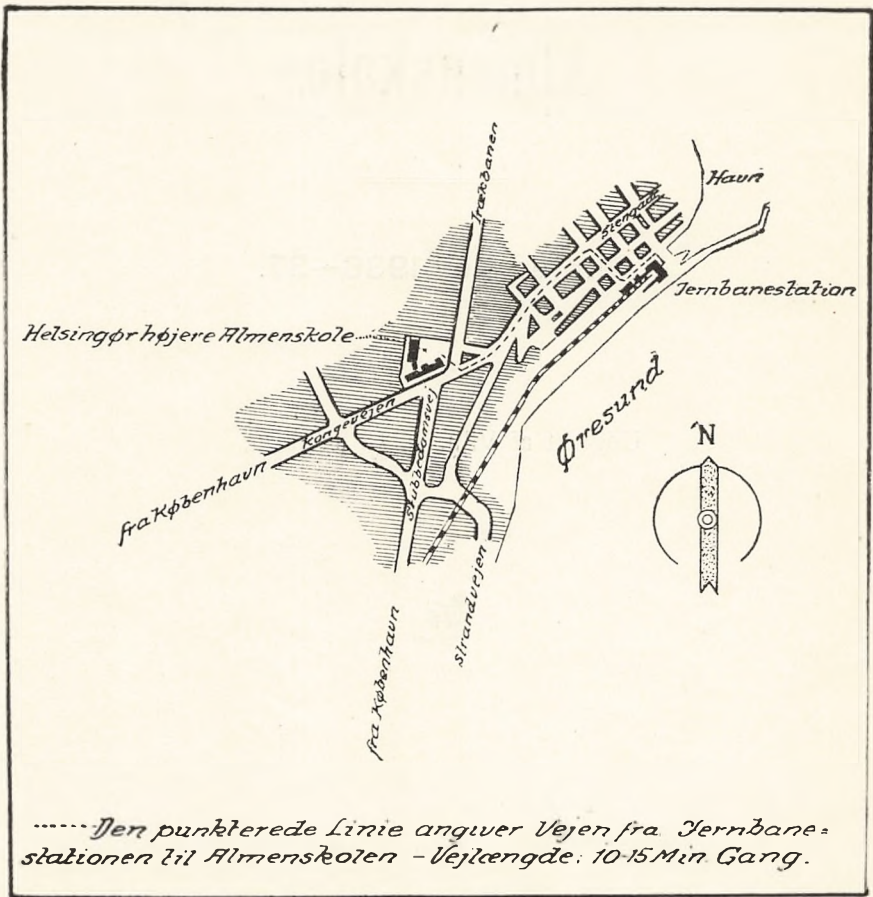 Trækbanen
Havn
Stengade
Jernbanestation
Helsingør højere Almenskole
Øresund
Kongevejen
Stubbedamsvej
N
fra København
Strandvejen
fra København
Den punkterede Linie angiver Vejen fra Jernbane=
stationen til Almenskolen - Vejlængde: 10-15 Min Gang.